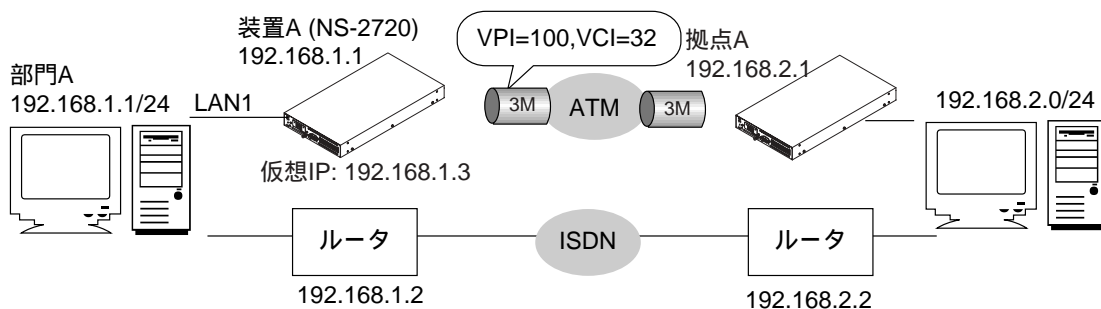 装置A (NS-2720)
192.168.1.1
VPI=100,VCI=32
拠点A
192.168.2.1
部門A
192.168.1.1/24
LAN1
3M
ATM
3M
192.168.2.0/24
仮想IP: 192.168.1.3
ルータ
ISDN
ルータ
192.168.1.2
192.168.2.2